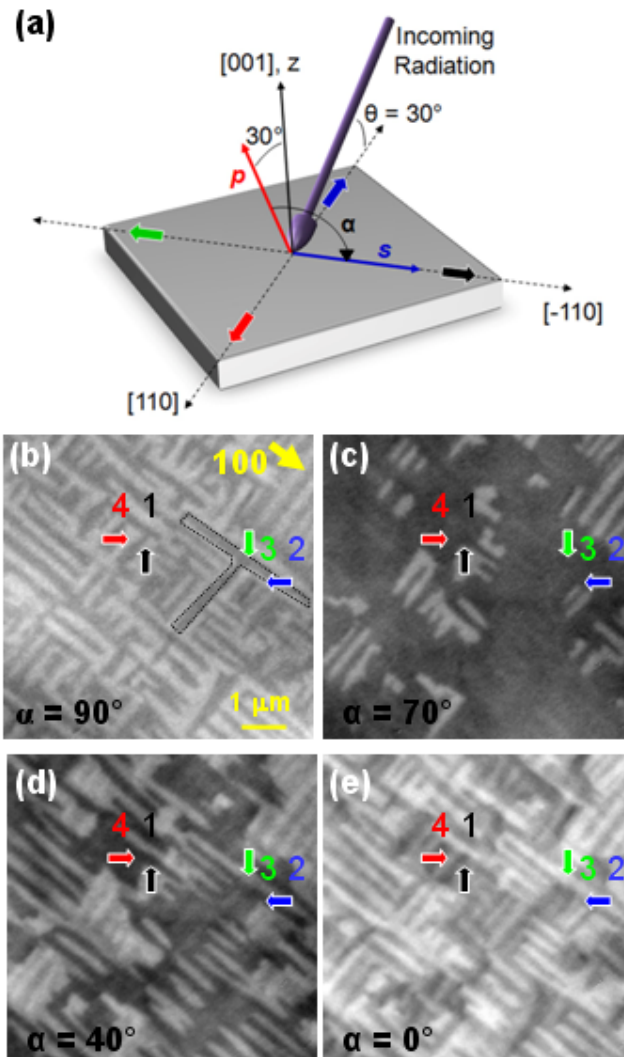 (a)
Incoming
Radiation
[001], z
θ = 30°
30°
p
α
s
[-110]
[110]
(b)
100
4 1
3 2
α = 90°
1 μm
(c)
4 1
3 2
α = 70°
(d)
4 1
3 2
α = 40°
(e)
4 1
3 2
α = 0°